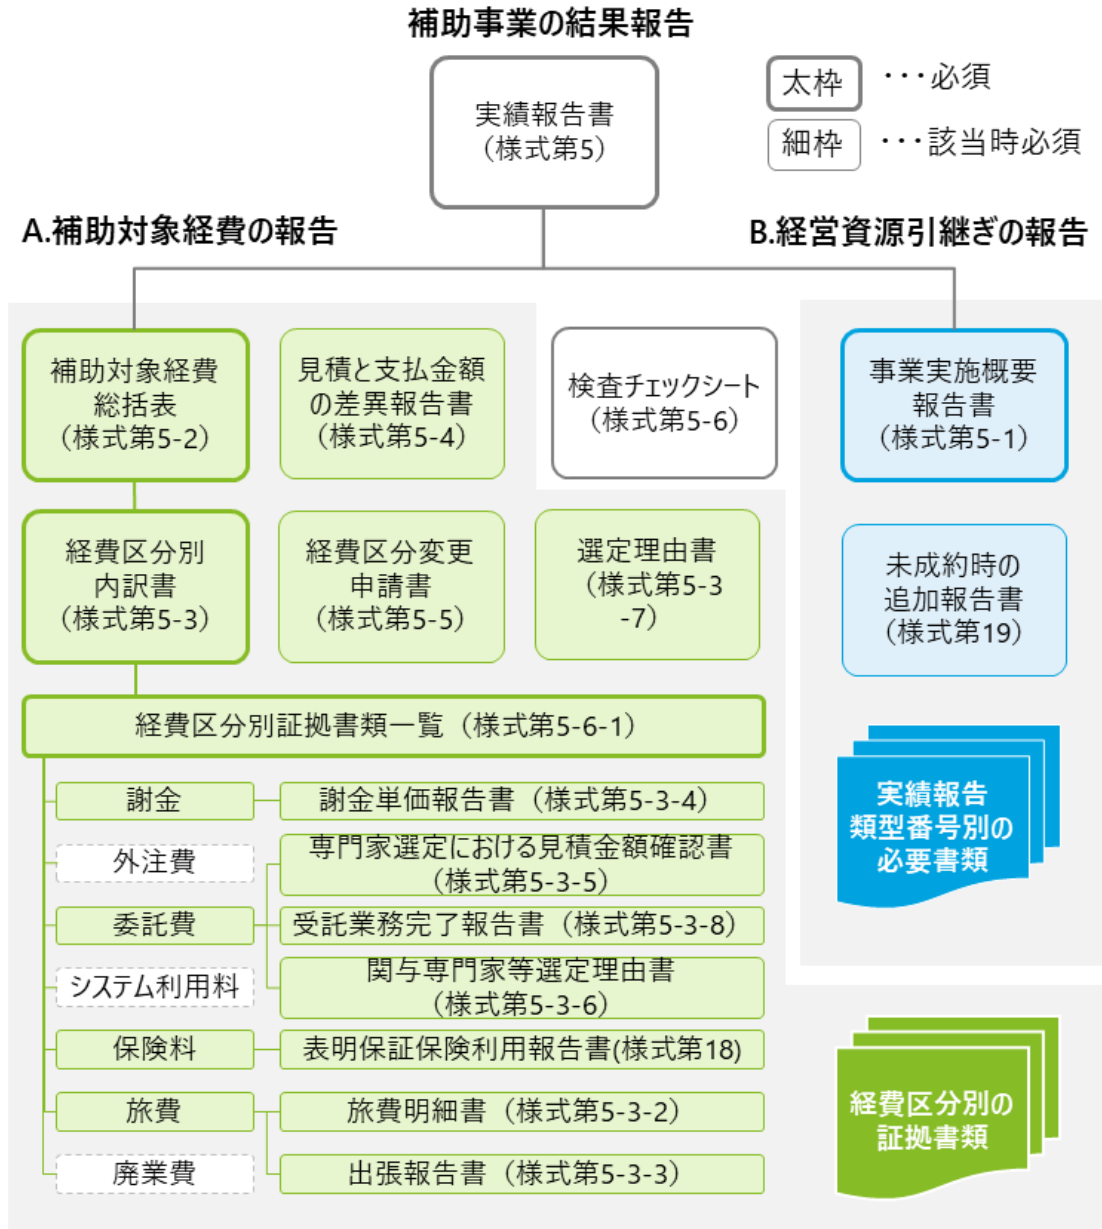 補助事業の結果報告
実績報告書
（様式第5）
太枠
・・・必須
細枠
・・・該当時必須
A.補助対象経費の報告
B.経営資源引継ぎの報告
補助対象経費
総括表
（様式第5-2）
見積と支払金額
の差異報告書
（様式第5-4）
検査チェックシート
（様式第5-6）
事業実施概要
報告書
（様式第5-1）
経費区分別
内訳書
（様式第5-3）
経費区分変更
申請書
（様式第5-5）
選定理由書
（様式第5-3
-7）
未成約時の
追加報告書
（様式第19）
経費区分別証拠書類一覧（様式第5-6-1）
謝金
謝金単価報告書（様式第5-3-4）
外注費
専門家選定における見積金額確認書
（様式第5-3-5）
委託費
受託業務完了報告書（様式第5-3-8）
システム利用料
関与専門家等選定理由書
（様式第5-3-6）
保険料
表明保証保険利用報告書(様式第18)
旅費
旅費明細書（様式第5-3-2）
廃業費
出張報告書（様式第5-3-3）
実績報告
類型番号別の
必要書類
経費区分別の
証拠書類